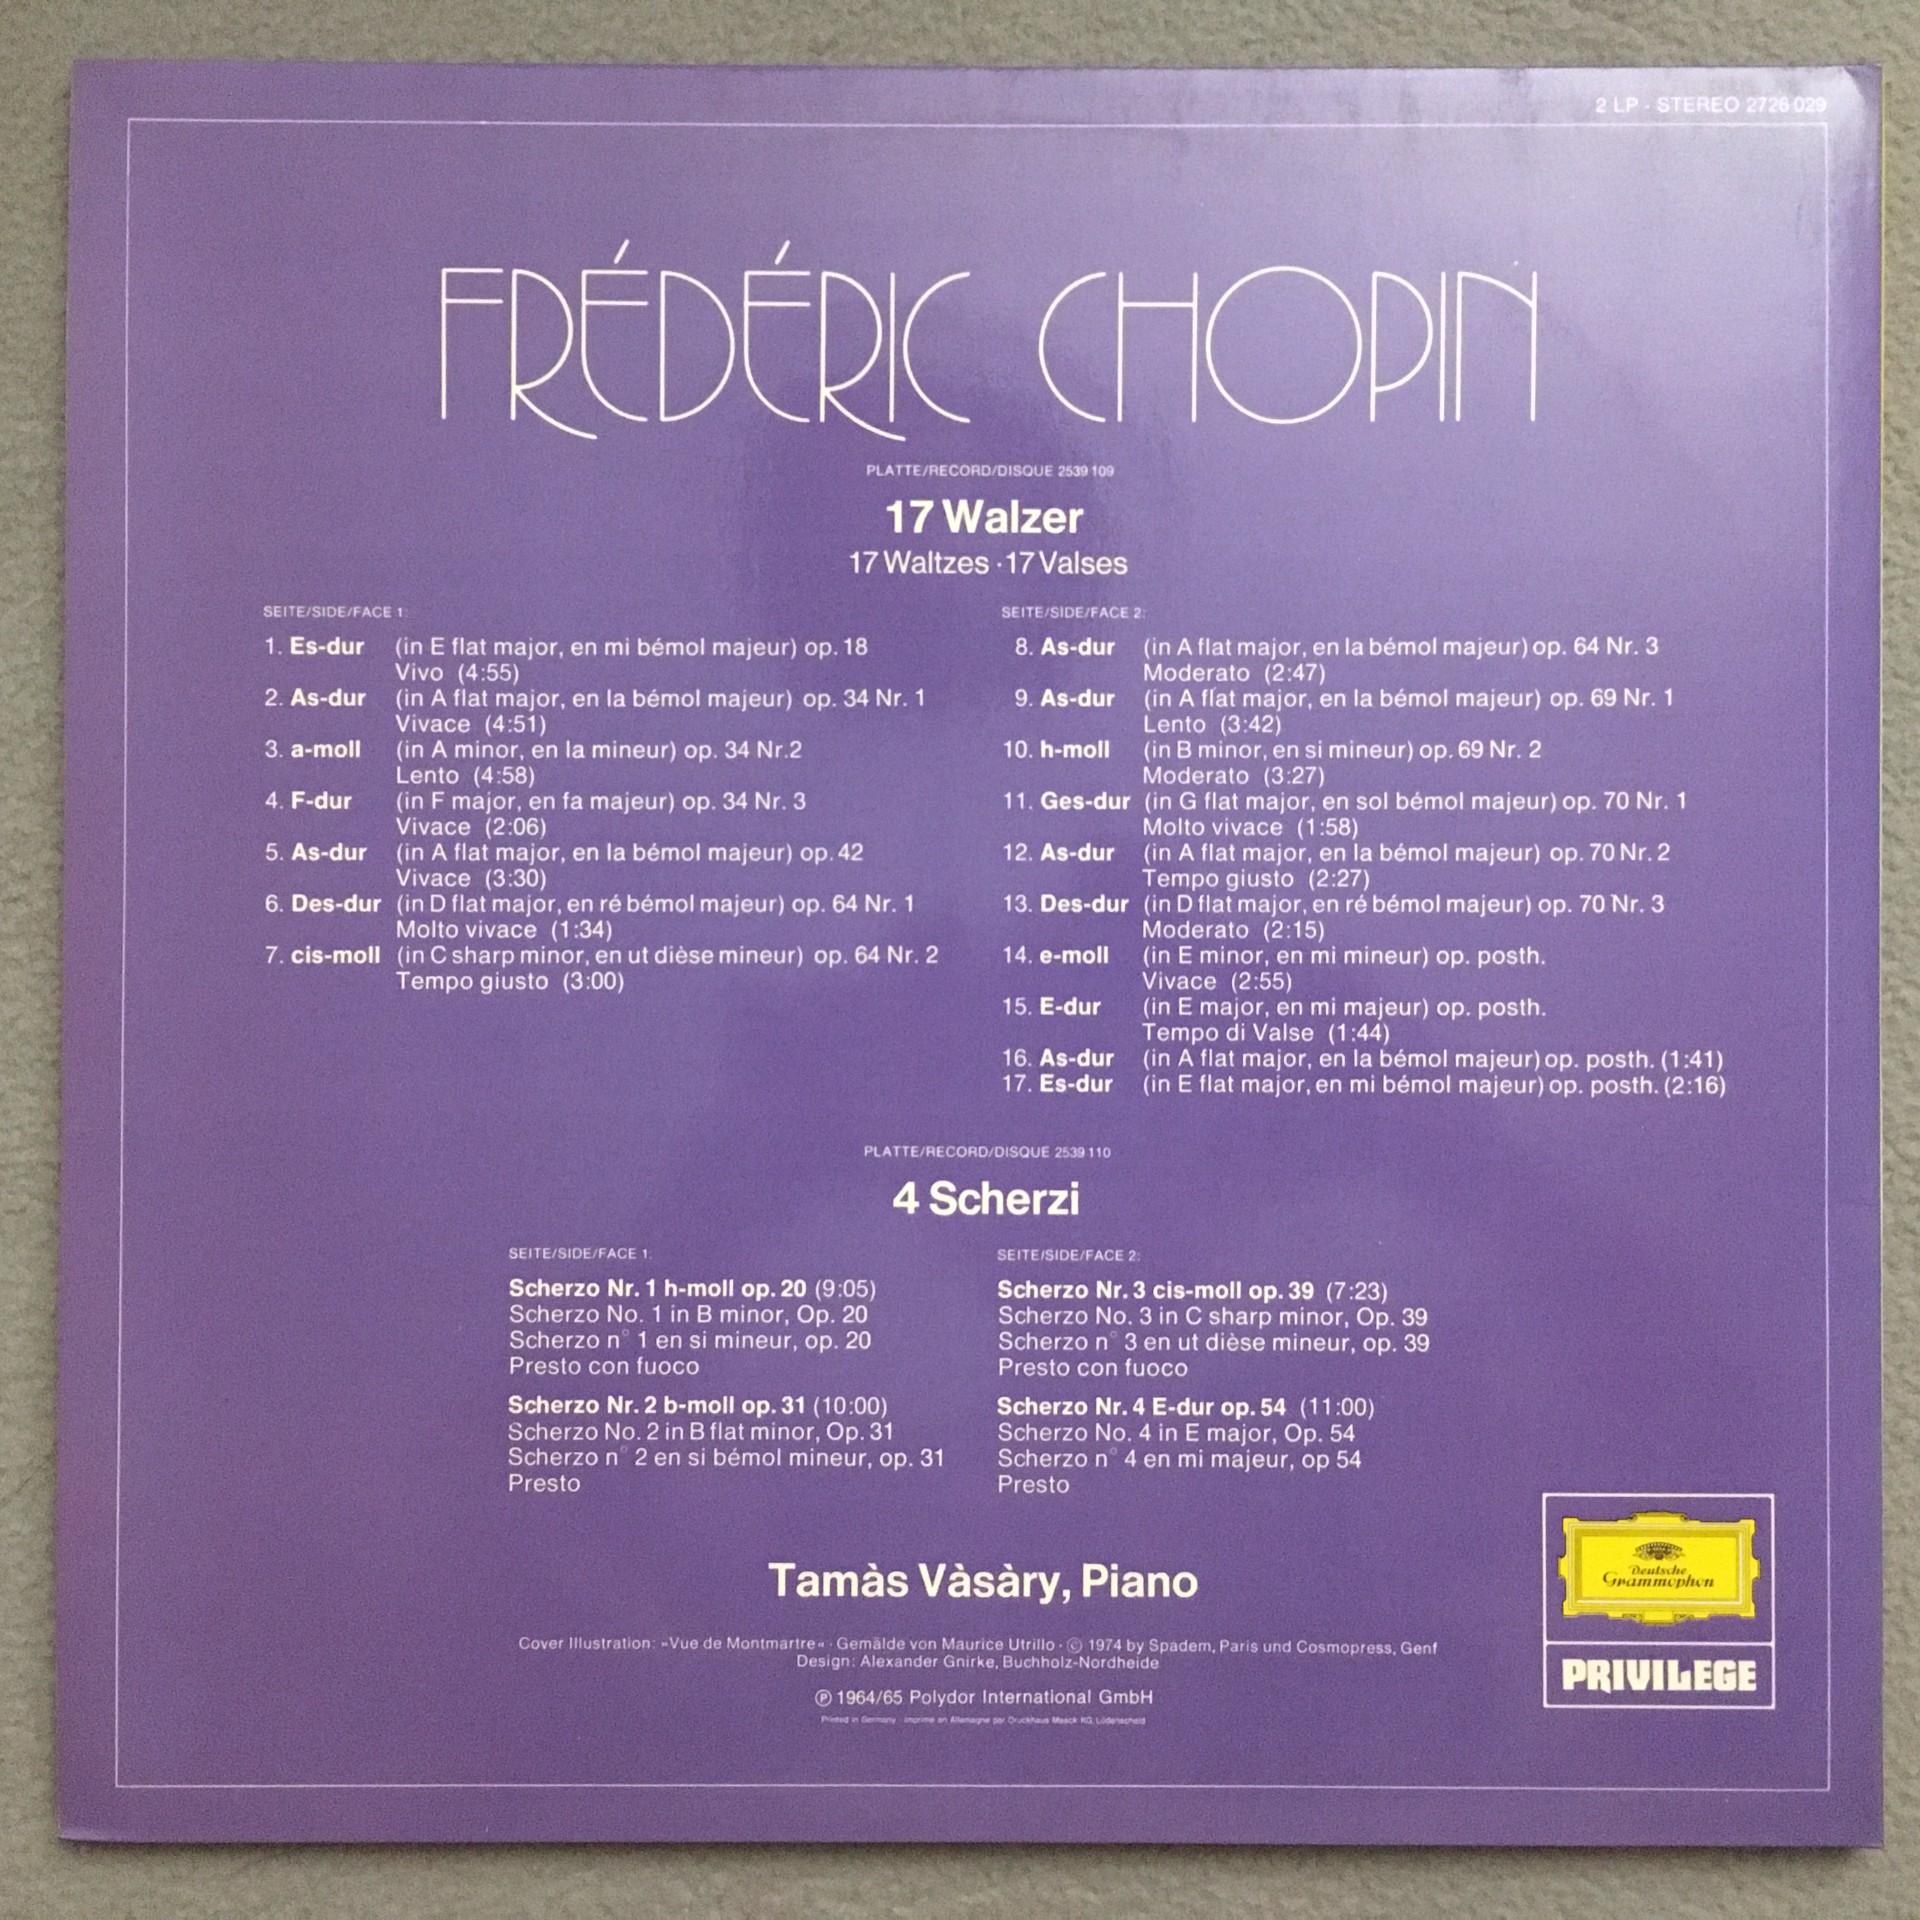 2 LP - STEREO 2726 029
FRÉDÉRIC CHOPIN
PLATTE/RECORD/DISQUE 2539 109
17 Walzer
17 Waltzes · 17 Valses
SEITE/SIDE/FACE 1:
1. Es-dur (in E flat major, en mi bémol majeur) op. 18
Vivo (4:55)
2. As-dur (in A flat major, en la bémol majeur) op. 34 Nr. 1
Vivace (4:51)
3. a-moll (in A minor, en la mineur) op. 34 Nr.2
Lento (4:58)
4. F-dur (in F major, en fa majeur) op. 34 Nr. 3
Vivace (2:06)
5. As-dur (in A flat major, en la bémol majeur) op. 42
Vivace (3:30)
6. Des-dur (in D flat major, en ré bémol majeur) op. 64 Nr. 1
Molto vivace (1:34)
7. cis-moll (in C sharp minor, en ut dièse mineur) op. 64 Nr. 2
Tempo giusto (3:00)
SEITE/SIDE/FACE 2:
8. As-dur (in A flat major, en la bémol majeur) op. 64 Nr. 3
Moderato (2:47)
9. As-dur (in A flat major, en la bémol majeur) op. 69 Nr. 1
Lento (3:42)
10. h-moll (in B minor, en si mineur) op. 69 Nr. 2
Moderato (3:27)
11. Ges-dur (in G flat major, en sol bémol majeur) op. 70 Nr. 1
Molto vivace (1:58)
12. As-dur (in A flat major, en la bémol majeur) op. 70 Nr. 2
Tempo giusto (2:27)
13. Des-dur (in D flat major, en ré bémol majeur) op. 70 Nr. 3
Moderato (2:15)
14. e-moll (in E minor, en mi mineur) op. posth.
Vivace (2:55)
15. E-dur (in E major, en mi majeur) op. posth.
Tempo di Valse (1:44)
16. As-dur (in A flat major, en la bémol majeur) op. posth. (1:41)
17. Es-dur (in E flat major, en mi bémol majeur) op. posth. (2:16)
PLATTE/RECORD/DISQUE 2539 110
4 Scherzi
SEITE/SIDE/FACE 1:
Scherzo Nr. 1 h-moll op. 20 (9:05)
Scherzo No. 1 in B minor, Op. 20
Scherzo n° 1 en si mineur, op. 20
Presto con fuoco
Scherzo Nr. 2 b-moll op. 31 (10:00)
Scherzo No. 2 in B flat minor, Op. 31
Scherzo n° 2 en si bémol mineur, op. 31
Presto
SEITE/SIDE/FACE 2:
Scherzo Nr. 3 cis-moll op. 39 (7:23)
Scherzo No. 3 in C sharp minor, Op. 39
Scherzo n° 3 en ut dièse mineur, op. 39
Presto con fuoco
Scherzo Nr. 4 E-dur op. 54 (11:00)
Scherzo No. 4 in E major, Op. 54
Scherzo n° 4 en mi majeur, op 54
Presto
Tamàs Vàsàry, Piano
Cover Illustration: »Vue de Montmartre« · Gemälde von Maurice Utrillo · © 1974 by Spadem, Paris und Cosmopress, Genf
Design: Alexander Gnirke, Buchholz-Nordheide
℗ 1964/65 Polydor International GmbH
Printed in Germany · Imprimé en Allemagne par Druckhaus Maack KG, Lüdenscheid
Deutsche
Grammophon
PRIVILEGE